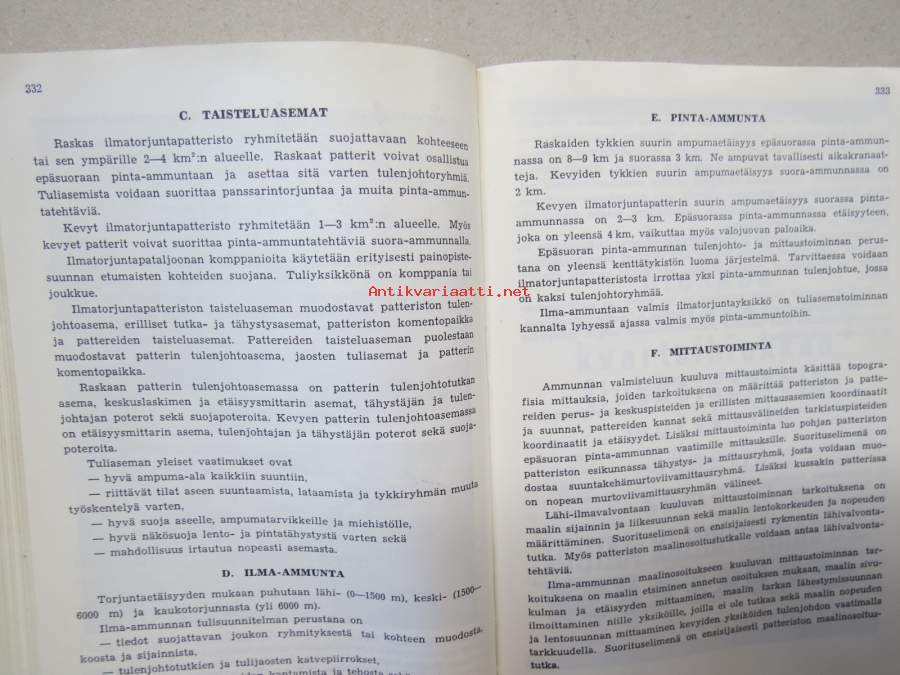 332
C. TAISTELUASEMAT
Raskas ilmatorjuntapatteristo ryhmitetään suojattavaan kohteeseen
tai sen ympärille 2—4 km²:n alueelle. Raskaat patterit voivat osallistua
epäsuoraan pinta-ammuntaan ja asettaa sitä varten tulenjohtoryhmiä.
Tuliasemista voidaan suorittaa panssarintorjuntaa ja muita pinta-ammun-
tatehtäviä.
Kevyt ilmatorjuntapatteristo ryhmitetään 1—3 km²:n alueelle. Myös
kevyet patterit voivat suorittaa pinta-ammuntatehtäviä suora-ammunnalla.
Ilmatorjuntapataljoonan komppanioita käytetään erityisesti painopiste-
suunnan etumaisten kohteiden suojana. Tuliyksikkönä on komppania tai
joukkue.
Ilmatorjuntapatteriston taisteluaseman muodostavat patteriston tulen-
johtoasema, erilliset tutka- ja tähystysasemat, patteriston komentopaikka
ja pattereiden taisteluasemat. Pattereiden taisteluaseman puolestaan
muodostavat patterin tulenjohtoasema, jaosten tuliasemat ja patterin
komentopaikka.
Raskaan patterin tulenjohtoasemassa on patterin tulenjohtotutkan
asema, keskuslaskimen ja etäisyysmittarin asemat, tähystäjän ja tulen-
johtajan poterot sekä suojapoteroita. Kevyen patterin tulenjohtoasemassa
on etäisyysmittarin asema, tulenjohtajan ja tähystäjän poterot sekä suoja-
poteroita.
Tuliaseman yleiset vaatimukset ovat
— hyvä ampuma-ala kaikkiin suuntiin,
— riittävät tilat aseen suuntaamista, lataamista ja tykkiryhmän muuta
työskentelyä varten,
— hyvä suoja aseelle, ampumatarvikkeille ja miehistölle,
— hyvä näkösuoja lento- ja pintatähystystä varten sekä
— mahdollisuus irtautua nopeasti asemasta.
D. ILMA-AMMUNTA
Torjuntaetäisyyden mukaan puhutaan lähi- (0—1500 m), keski- (1500—
6000 m) ja kaukotorjunnasta (yli 6000 m).
Ilma-ammunnan tulisuunnitelman perustana on
— tiedot suojattavan joukon ryhmityksestä tai kohteen muodosta,
koosta ja sijainnista,
— tulenjohtotutkien ja tulijaosten katvepiirrokset,
333
E. PINTA-AMMUNTA
Raskaiden tykkien suurin ampumaetäisyys epäsuorassa pinta-ammun-
nassa on 8—9 km ja suorassa 3 km. Ne ampuvat tavallisesti aikakranaat-
teja. Kevyiden tykkien suurin ampumaetäisyys suora-ammunnassa on
2 km.
Kevyen ilmatorjuntapatterin suurin ampumaetäisyys suorassa pinta-
ammunnassa on 2—3 km. Epäsuorassa pinta-ammunnassa etäisyyteen,
joka on yleensä 4 km, vaikuttaa myös valojuovan paloaika.
Epäsuoran pinta-ammunnan tulenjohto- ja mittaustoiminnan perus-
tana on yleensä kenttätykistön luoma järjestelmä. Tarvittaessa voidaan
ilmatorjuntapatteristosta irrottaa yksi pinta-ammunnan tulenjohtue, jossa
on kaksi tulenjohtoryhmää.
Ilma-ammuntaan valmis ilmatorjuntayksikkö on tuliasematoiminnan
kannalta lyhyessä ajassa valmis myös pinta-ammuntoihin.
F. MITTAUSTOIMINTA
Ammunnan valmisteluun kuuluva mittaustoiminta käsittää topogra-
fisia mittauksia, joiden tarkoituksena on määrittää patteriston ja patte-
reiden perus- ja keskuspisteiden ja erillisten mittausasemien koordinaatit
ja suunnat, pattereiden kannat sekä mittausvälineiden tarkistuspisteiden
koordinaatit ja etäisyydet. Lisäksi mittaustoiminta luo pohjan patteriston
epäsuoran pinta-ammunnan vaatimille mittauksille. Suorituselimenä on
patteriston esikunnassa tähystys- ja mittausryhmä, josta voidaan muo-
dostaa suuntakehämurtoviivamittausryhmä. Lisäksi kussakin patterissa
on nopean murtoviivamittausryhmän välineet.
Lähi-ilmavalvontaan kuuluvan mittaustoiminnan tarkoituksena on
maalin sijainnin ja liikesuunnan sekä maalin lentokorkeuden ja nopeuden
määrittäminen. Suorituselimenä on ensisijaisesti rykmentin lähivalvonta-
tutka. Myös patteriston maalinosoitustutkalle voidaan antaa lähivalvonta-
tehtäviä.
Ilma-ammunnan maalinosoitukseen kuuluvan mittaustoiminnan tar-
koituksena on maalin etsiminen annetun osoituksen mukaan, maalin sivu-
kulman ja etäisyyden mittaaminen, maalin tarkan lähestymissuunnan
ilmoittaminen niille yksiköille, joilla ei ole tutkaa sekä maalin nopeuden
ja lentosuunnan mittaaminen kevyiden yksiköiden tulenjohdon vaatimalla
tarkkuudella. Suorituselimenä on ensisijaisesti patteriston maalinosoitus-
tutka.
Antikvariaatti.net